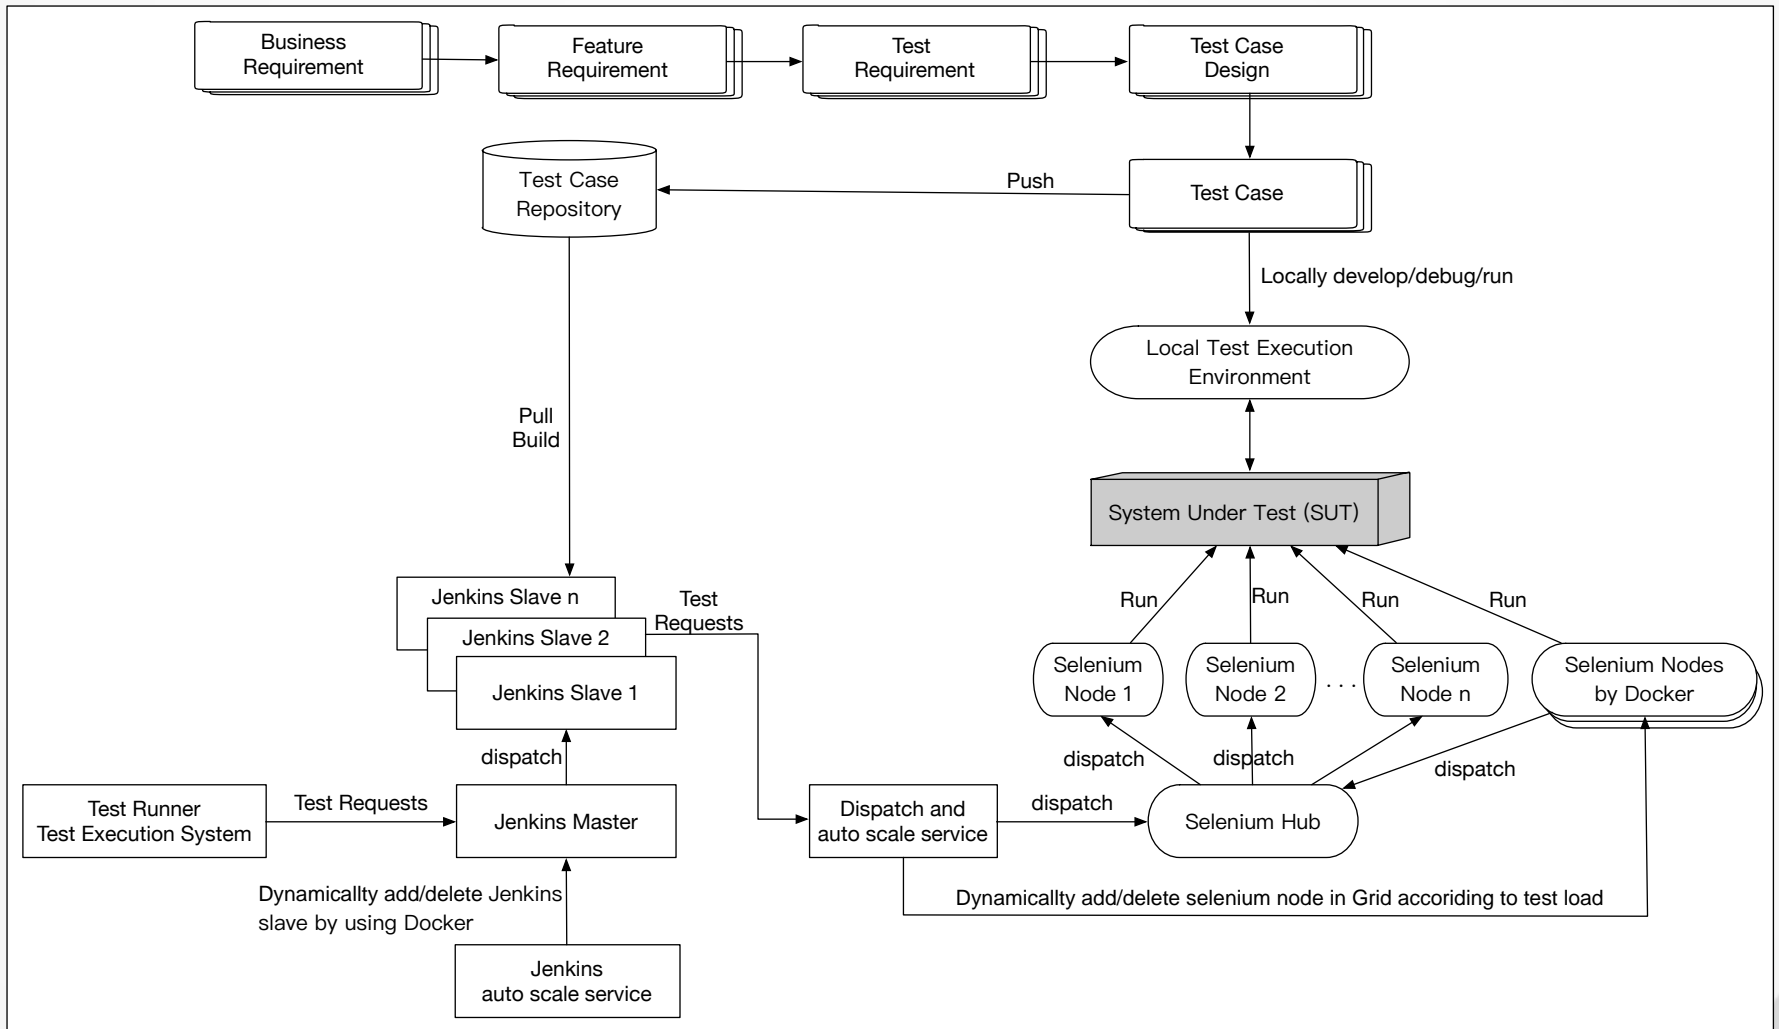 Business
Requirement
Feature
Requirement
Test
Requirement
Test Case
Design
Test Case
Repository
Push
Test Case
Locally develop/debug/run
Local Test Execution
Environment
Pull
Build
System Under Test (SUT)
Jenkins Slave n
Jenkins Slave 2
Jenkins Slave 1
Test
Requests
Run
Run
Run
Run
Selenium
Node 1
Selenium
Node 2
. . .
Selenium
Node n
Selenium Nodes
by Docker
dispatch
dispatch
dispatch
dispatch
Test Runner
Test Execution System
Test Requests
Jenkins Master
Dispatch and
auto scale service
dispatch
Selenium Hub
Dynamicallty add/delete Jenkins
slave by using Docker
Dynamicallty add/delete selenium node in Grid accoriding to test load
Jenkins
auto scale service